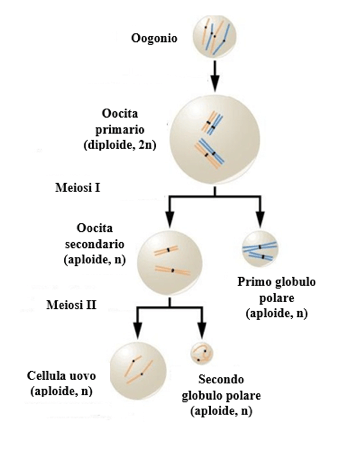 Oogonio
Oocita
primario
(diploide, 2n)
Meiosi I
Oocita
secondario
(aploide, n)
Primo globulo
polare
(aploide, n)
Meiosi II
Cellula uovo
(aploide, n)
Secondo
globulo polare
(aploide, n)